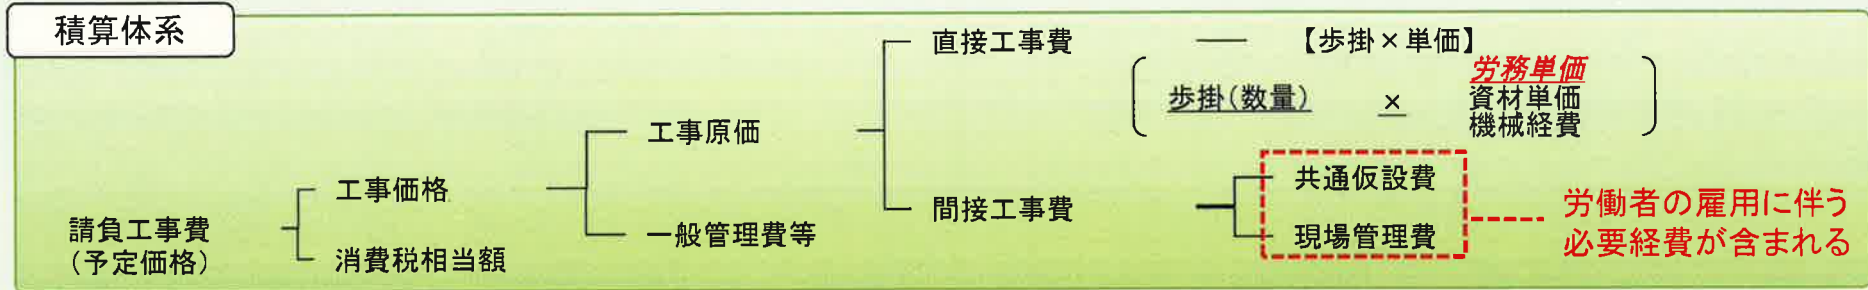 積算体系
直接工事費
【歩掛×単価】
歩掛(数量) × 労務単価
資材単価
機械経費
工事原価
工事価格
共通仮設費
間接工事費
現場管理費
労働者の雇用に伴う
必要経費が含まれる
請負工事費
(予定価格)
一般管理費等
消費税相当額